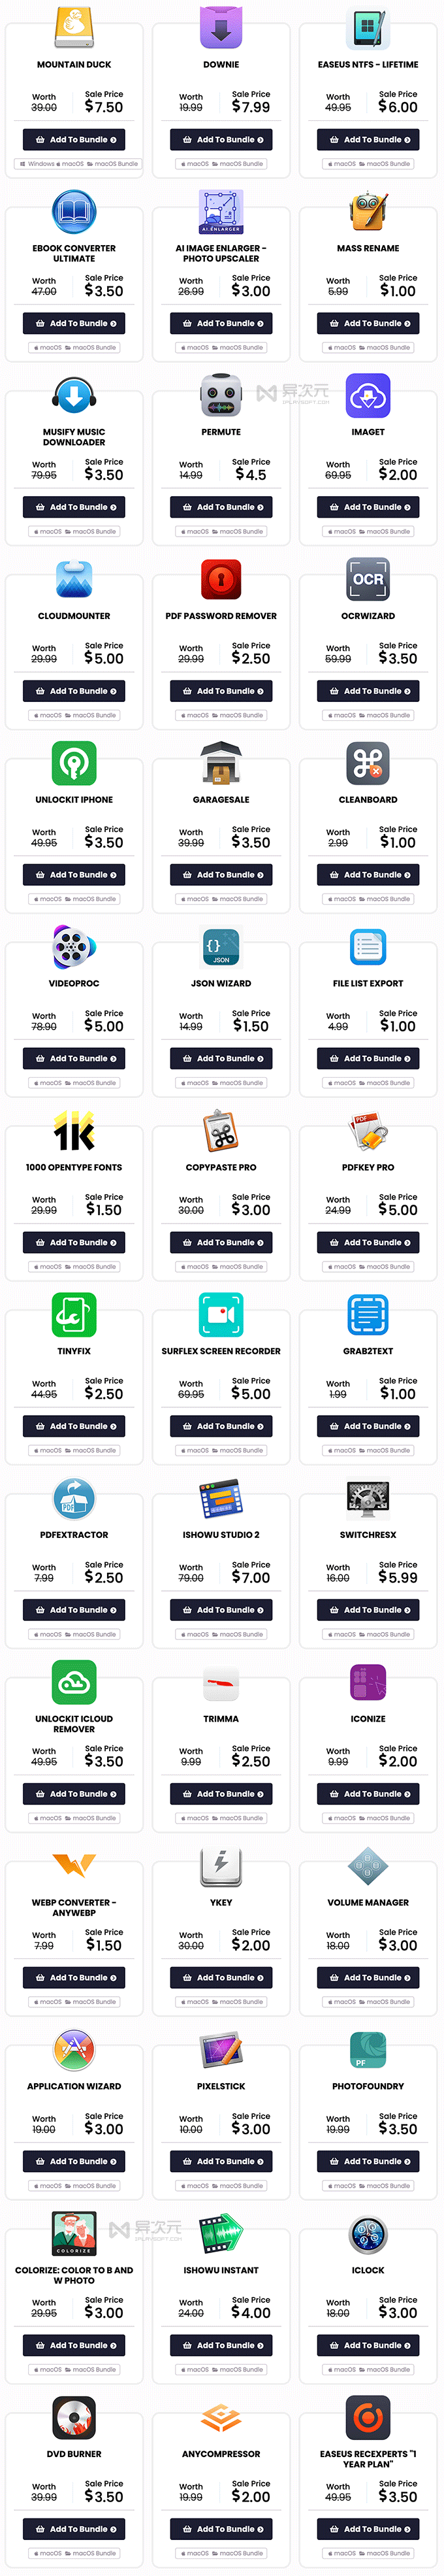 MOUNTAIN DUCK
Worth Sale Price
39.00 $7.50
Add To Bundle
Windows macOS macOS Bundle
DOWNIE
Worth Sale Price
19.99 $7.99
Add To Bundle
macOS macOS Bundle
EASEUS NTFS - LIFETIME
Worth Sale Price
49.95 $6.00
Add To Bundle
macOS macOS Bundle
EBOOK CONVERTER
ULTIMATE
Worth Sale Price
47.00 $3.50
Add To Bundle
macOS macOS Bundle
AI.ENLARGER
AI IMAGE ENLARGER -
PHOTO UPSCALER
Worth Sale Price
26.99 $3.00
Add To Bundle
macOS macOS Bundle
MASS RENAME
Worth Sale Price
5.99 $1.00
Add To Bundle
macOS macOS Bundle
MUSIFY MUSIC
DOWNLOADER
Worth Sale Price
79.95 $3.50
Add To Bundle
macOS macOS Bundle
异次元
IPLAYSOFT.COM
PERMUTE
Worth Sale Price
14.99 $4.5
Add To Bundle
macOS macOS Bundle
IMAGET
Worth Sale Price
69.95 $2.00
Add To Bundle
macOS macOS Bundle
CLOUDMOUNTER
Worth Sale Price
29.99 $5.00
Add To Bundle
macOS macOS Bundle
PDF PASSWORD REMOVER
Worth Sale Price
29.99 $2.50
Add To Bundle
macOS macOS Bundle
OCR
OCRWIZARD
Worth Sale Price
59.99 $3.50
Add To Bundle
macOS macOS Bundle
UNLOCKIT IPHONE
Worth Sale Price
49.95 $3.50
Add To Bundle
macOS macOS Bundle
GARAGESALE
Worth Sale Price
39.99 $3.50
Add To Bundle
macOS macOS Bundle
CLEANBOARD
Worth Sale Price
2.99 $1.00
Add To Bundle
macOS macOS Bundle
VIDEOPROC
Worth Sale Price
78.90 $5.00
Add To Bundle
macOS macOS Bundle
{}
JSON
JSON WIZARD
Worth Sale Price
14.99 $1.50
Add To Bundle
macOS macOS Bundle
FILE LIST EXPORT
Worth Sale Price
4.99 $1.00
Add To Bundle
macOS macOS Bundle
1K
1000 OPENTYPE FONTS
Worth Sale Price
29.99 $1.50
Add To Bundle
macOS macOS Bundle
COPYPASTE PRO
Worth Sale Price
30.00 $3.00
Add To Bundle
macOS macOS Bundle
PDF
PDFKEY PRO
Worth Sale Price
24.99 $5.00
Add To Bundle
macOS macOS Bundle
TINYFIX
Worth Sale Price
44.95 $2.50
Add To Bundle
macOS macOS Bundle
SURFLEX SCREEN RECORDER
Worth Sale Price
69.95 $5.00
Add To Bundle
macOS macOS Bundle
GRAB2TEXT
Worth Sale Price
1.99 $1.00
Add To Bundle
macOS macOS Bundle
PDF
PDFEXTRACTOR
Worth Sale Price
7.99 $2.50
Add To Bundle
macOS macOS Bundle
ISHOWU STUDIO 2
Worth Sale Price
79.00 $7.00
Add To Bundle
macOS macOS Bundle
SWITCHRESX
Worth Sale Price
16.00 $5.99
Add To Bundle
macOS macOS Bundle
UNLOCKIT ICLOUD
REMOVER
Worth Sale Price
49.95 $3.50
Add To Bundle
macOS macOS Bundle
TRIMMA
Worth Sale Price
9.99 $2.50
Add To Bundle
macOS macOS Bundle
ICONIZE
Worth Sale Price
9.99 $2.00
Add To Bundle
macOS macOS Bundle
WEBP CONVERTER -
ANYWEBP
Worth Sale Price
7.99 $1.50
Add To Bundle
macOS macOS Bundle
YKEY
Worth Sale Price
30.00 $2.00
Add To Bundle
macOS macOS Bundle
VOLUME MANAGER
Worth Sale Price
18.00 $3.00
Add To Bundle
macOS macOS Bundle
APPLICATION WIZARD
Worth Sale Price
19.00 $3.00
Add To Bundle
macOS macOS Bundle
PIXELSTICK
Worth Sale Price
10.00 $3.00
Add To Bundle
macOS macOS Bundle
PF
PHOTOFOUNDRY
Worth Sale Price
19.99 $3.50
Add To Bundle
macOS macOS Bundle
COLORIZE
COLORIZE: COLOR TO B AND
W PHOTO
Worth Sale Price
29.95 $3.00
Add To Bundle
macOS macOS Bundle
异次元
IPLAYSOFT.COM
ISHOWU INSTANT
Worth Sale Price
24.00 $4.00
Add To Bundle
macOS macOS Bundle
ICLOCK
Worth Sale Price
18.00 $3.00
Add To Bundle
macOS macOS Bundle
DVD BURNER
Worth Sale Price
39.99 $3.50
Add To Bundle
macOS macOS Bundle
ANYCOMPRESSOR
Worth Sale Price
19.99 $2.00
Add To Bundle
macOS macOS Bundle
EASEUS RECEXPERTS "1
YEAR PLAN"
Worth Sale Price
49.95 $3.50
Add To Bundle
macOS macOS Bundle